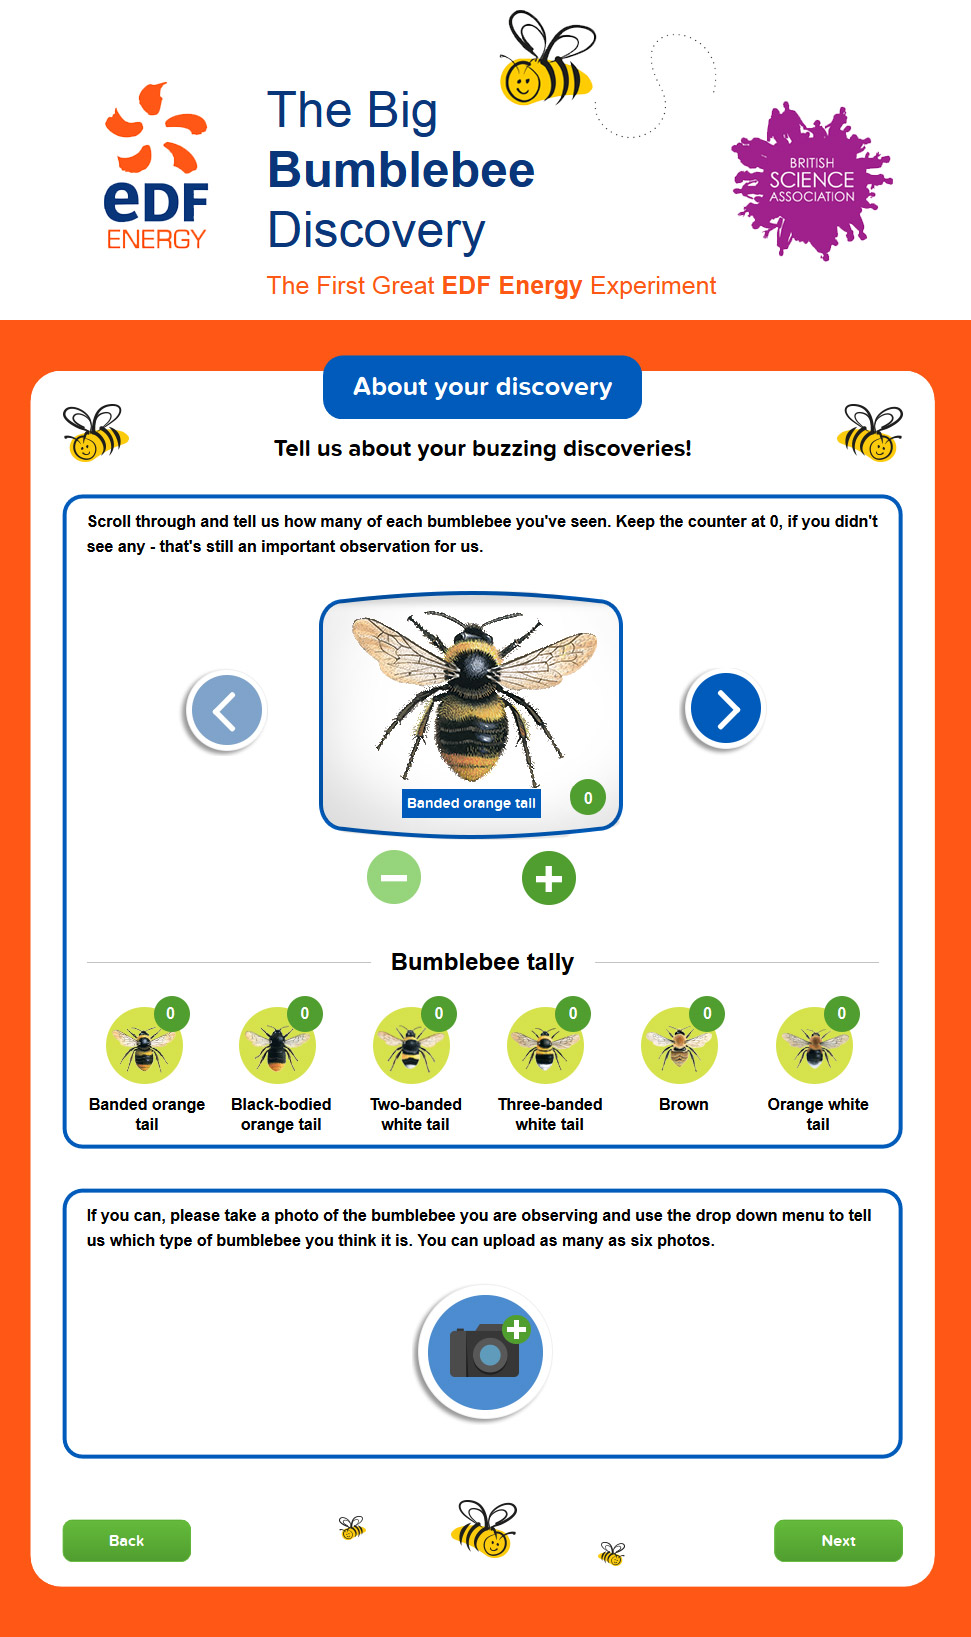 The Big
Bumblebee
Discovery
The First Great EDF Energy Experiment
eDF
ENERGY
BRITISH
SCIENCE
ASSOCIATION
About your discovery
Tell us about your buzzing discoveries!
Scroll through and tell us how many of each bumblebee you've seen. Keep the counter at 0, if you didn't
see any - that's still an important observation for us.
Banded orange tail
0
Bumblebee tally
0 0 0 0 0 0
Banded orange tail
Black-bodied orange tail
Two-banded white tail
Three-banded white tail
Brown
Orange white tail
If you can, please take a photo of the bumblebee you are observing and use the drop down menu to tell
us which type of bumblebee you think it is. You can upload as many as six photos.
Back
Next